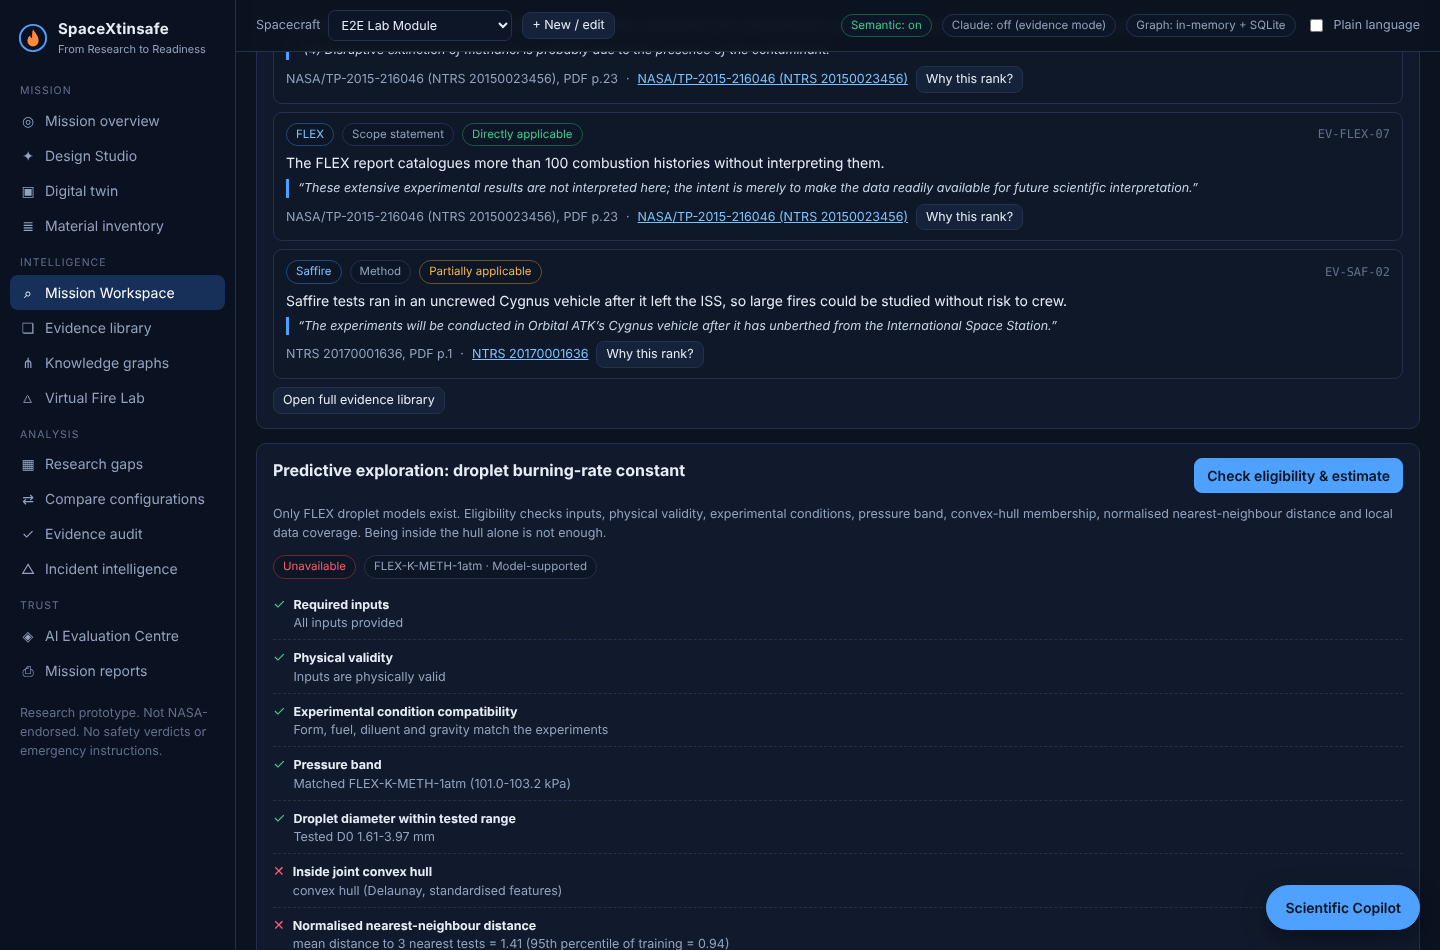 SpaceXtinsafe
From Research to Readiness
Spacecraft
E2E Lab Module
+ New / edit
Semantic: on
Claude: off (evidence mode)
Graph: in-memory + SQLite
Plain language
MISSION
Mission overview
Design Studio
Digital twin
Material inventory
INTELLIGENCE
Mission Workspace
Evidence library
Knowledge graphs
Virtual Fire Lab
ANALYSIS
Research gaps
Compare configurations
Evidence audit
Incident intelligence
TRUST
AI Evaluation Centre
Mission reports
Research prototype. Not NASA-
endorsed. No safety verdicts or
emergency instructions.
(4) Disruptive extinction of methanol is probably due to the presence of the contaminant.
NASA/TP-2015-216046 (NTRS 20150023456), PDF p.23 · NASA/TP-2015-216046 (NTRS 20150023456) Why this rank?
FLEX Scope statement Directly applicable EV-FLEX-07
The FLEX report catalogues more than 100 combustion histories without interpreting them.
“These extensive experimental results are not interpreted here; the intent is merely to make the data readily available for future scientific interpretation.”
NASA/TP-2015-216046 (NTRS 20150023456), PDF p.23 · NASA/TP-2015-216046 (NTRS 20150023456) Why this rank?
Saffire Method Partially applicable EV-SAF-02
Saffire tests ran in an uncrewed Cygnus vehicle after it left the ISS, so large fires could be studied without risk to crew.
“The experiments will be conducted in Orbital ATK’s Cygnus vehicle after it has unberthed from the International Space Station.”
NTRS 20170001636, PDF p.1 · NTRS 20170001636 Why this rank?
Open full evidence library
Predictive exploration: droplet burning-rate constant
Check eligibility & estimate
Only FLEX droplet models exist. Eligibility checks inputs, physical validity, experimental conditions, pressure band, convex-hull membership, normalised nearest-neighbour distance and local
data coverage. Being inside the hull alone is not enough.
Unavailable FLEX-K-METH-1atm · Model-supported
✓ Required inputs
All inputs provided
✓ Physical validity
Inputs are physically valid
✓ Experimental condition compatibility
Form, fuel, diluent and gravity match the experiments
✓ Pressure band
Matched FLEX-K-METH-1atm (101.0-103.2 kPa)
✓ Droplet diameter within tested range
Tested D0 1.61-3.97 mm
✕ Inside joint convex hull
convex hull (Delaunay, standardised features)
✕ Normalised nearest-neighbour distance
mean distance to 3 nearest tests = 1.41 (95th percentile of training = 0.94)
Scientific Copilot